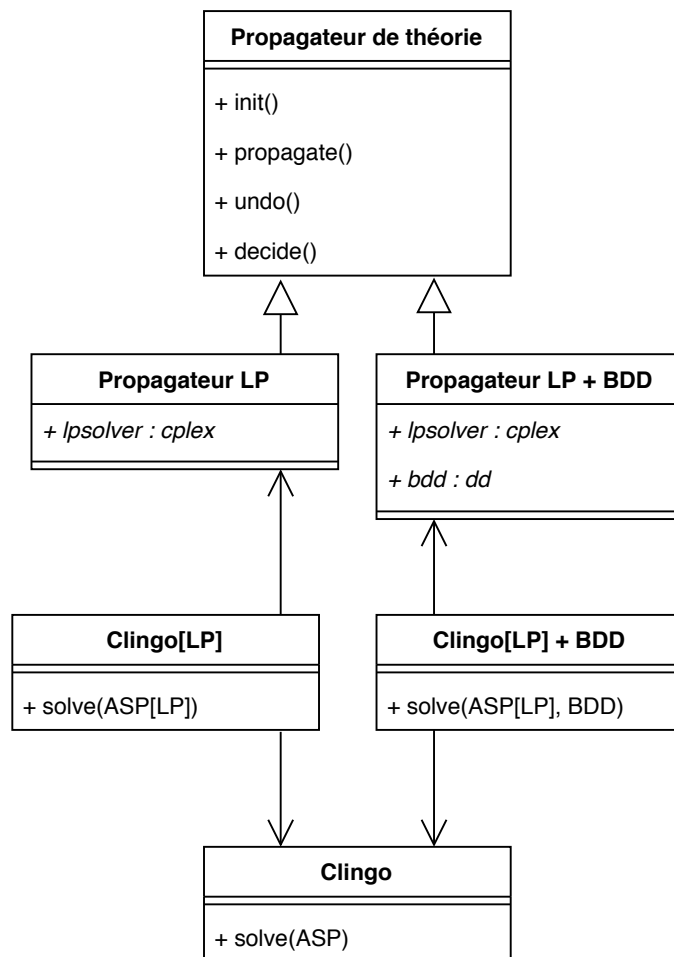 Propagateur de théorie
+ init()
+ propagate()
+ undo()
+ decide()
Propagateur LP
+ lpsolver : cplex
Propagateur LP + BDD
+ lpsolver : cplex
+ bdd : dd
Clingo[LP]
+ solve(ASP[LP])
Clingo[LP] + BDD
+ solve(ASP[LP], BDD)
Clingo
+ solve(ASP)